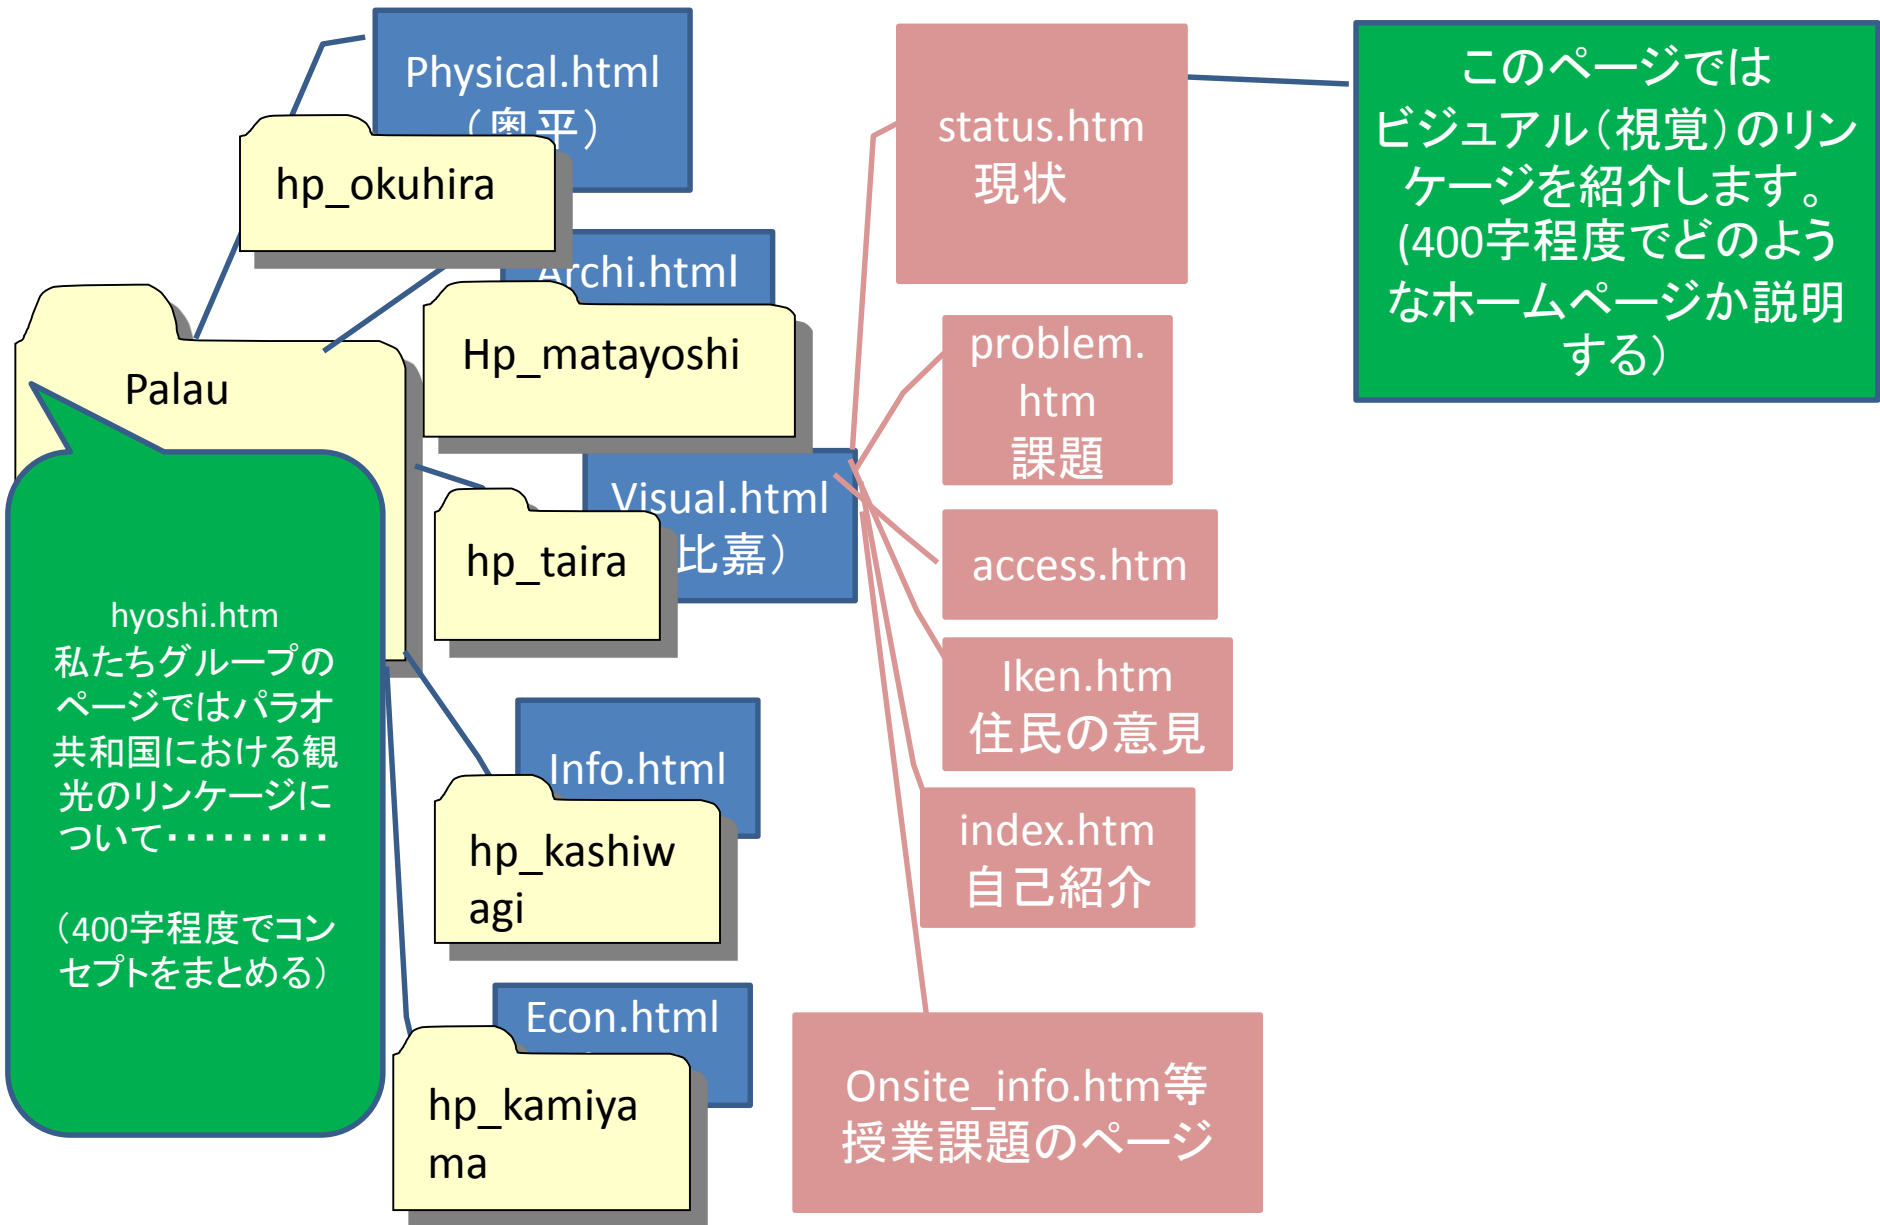 Physical.html
（奥平）
hp_okuhira
Archi.html
Hp_matayoshi
Palau
Visual.html
比嘉）
hp_taira
hyoshi.htm
私たちグループの
ページではパラオ
共和国における観
光のリンケージに
ついて・・・・・・・・・
（400字程度でコン
セプトをまとめる）
Info.html
hp_kashiw
agi
Econ.html
hp_kamiya
ma
status.htm
現状
problem.
htm
課題
access.htm
Iken.htm
住民の意見
index.htm
自己紹介
Onsite_info.htm等
授業課題のページ
このページでは
ビジュアル（視覚）のリン
ケージを紹介します。
(400字程度でどのよう
なホームページか説明
する）